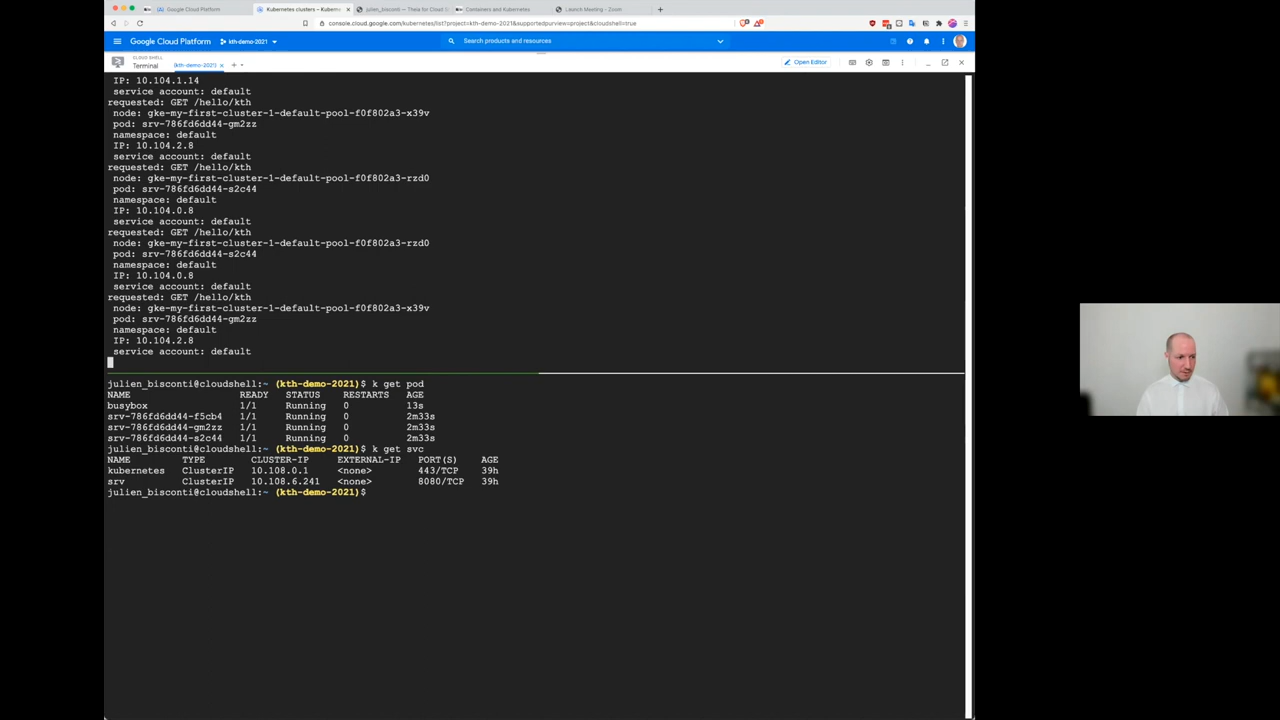 Google Cloud Platform
Kubernetes clusters – Kuberne
julien_bisconti — Theia for Cloud S
Containers and Kubernetes
Launch Meeting - Zoom
console.cloud.google.com/kubernetes/list?project=kth-demo-2021&supportedpurview=project&cloudshell=true
Google Cloud Platform
kth-demo-2021
Search products and resources
CLOUD SHELL
Terminal
(kth-demo-202*)
Open Editor
IP: 10.104.1.14
service account: default
requested: GET /hello/kth
node: gke-my-first-cluster-1-default-pool-f0f802a3-x39v
pod: srv-786fd6dd44-gm2zz
namespace: default
IP: 10.104.2.8
service account: default
requested: GET /hello/kth
node: gke-my-first-cluster-1-default-pool-f0f802a3-rzd0
pod: srv-786fd6dd44-s2c44
namespace: default
IP: 10.104.0.8
service account: default
requested: GET /hello/kth
node: gke-my-first-cluster-1-default-pool-f0f802a3-rzd0
pod: srv-786fd6dd44-s2c44
namespace: default
IP: 10.104.0.8
service account: default
requested: GET /hello/kth
node: gke-my-first-cluster-1-default-pool-f0f802a3-x39v
pod: srv-786fd6dd44-gm2zz
namespace: default
IP: 10.104.2.8
service account: default
julien_bisconti@cloudshell:~ (kth-demo-2021)$ k get pod
NAME READY STATUS RESTARTS AGE
busybox 1/1 Running 0 13s
srv-786fd6dd44-f5cb4 1/1 Running 0 2m33s
srv-786fd6dd44-gm2zz 1/1 Running 0 2m33s
srv-786fd6dd44-s2c44 1/1 Running 0 2m33s
julien_bisconti@cloudshell:~ (kth-demo-2021)$ k get svc
NAME TYPE CLUSTER-IP EXTERNAL-IP PORT(S) AGE
kubernetes ClusterIP 10.108.0.1 <none> 443/TCP 39h
srv ClusterIP 10.108.6.241 <none> 8080/TCP 39h
julien_bisconti@cloudshell:~ (kth-demo-2021)$